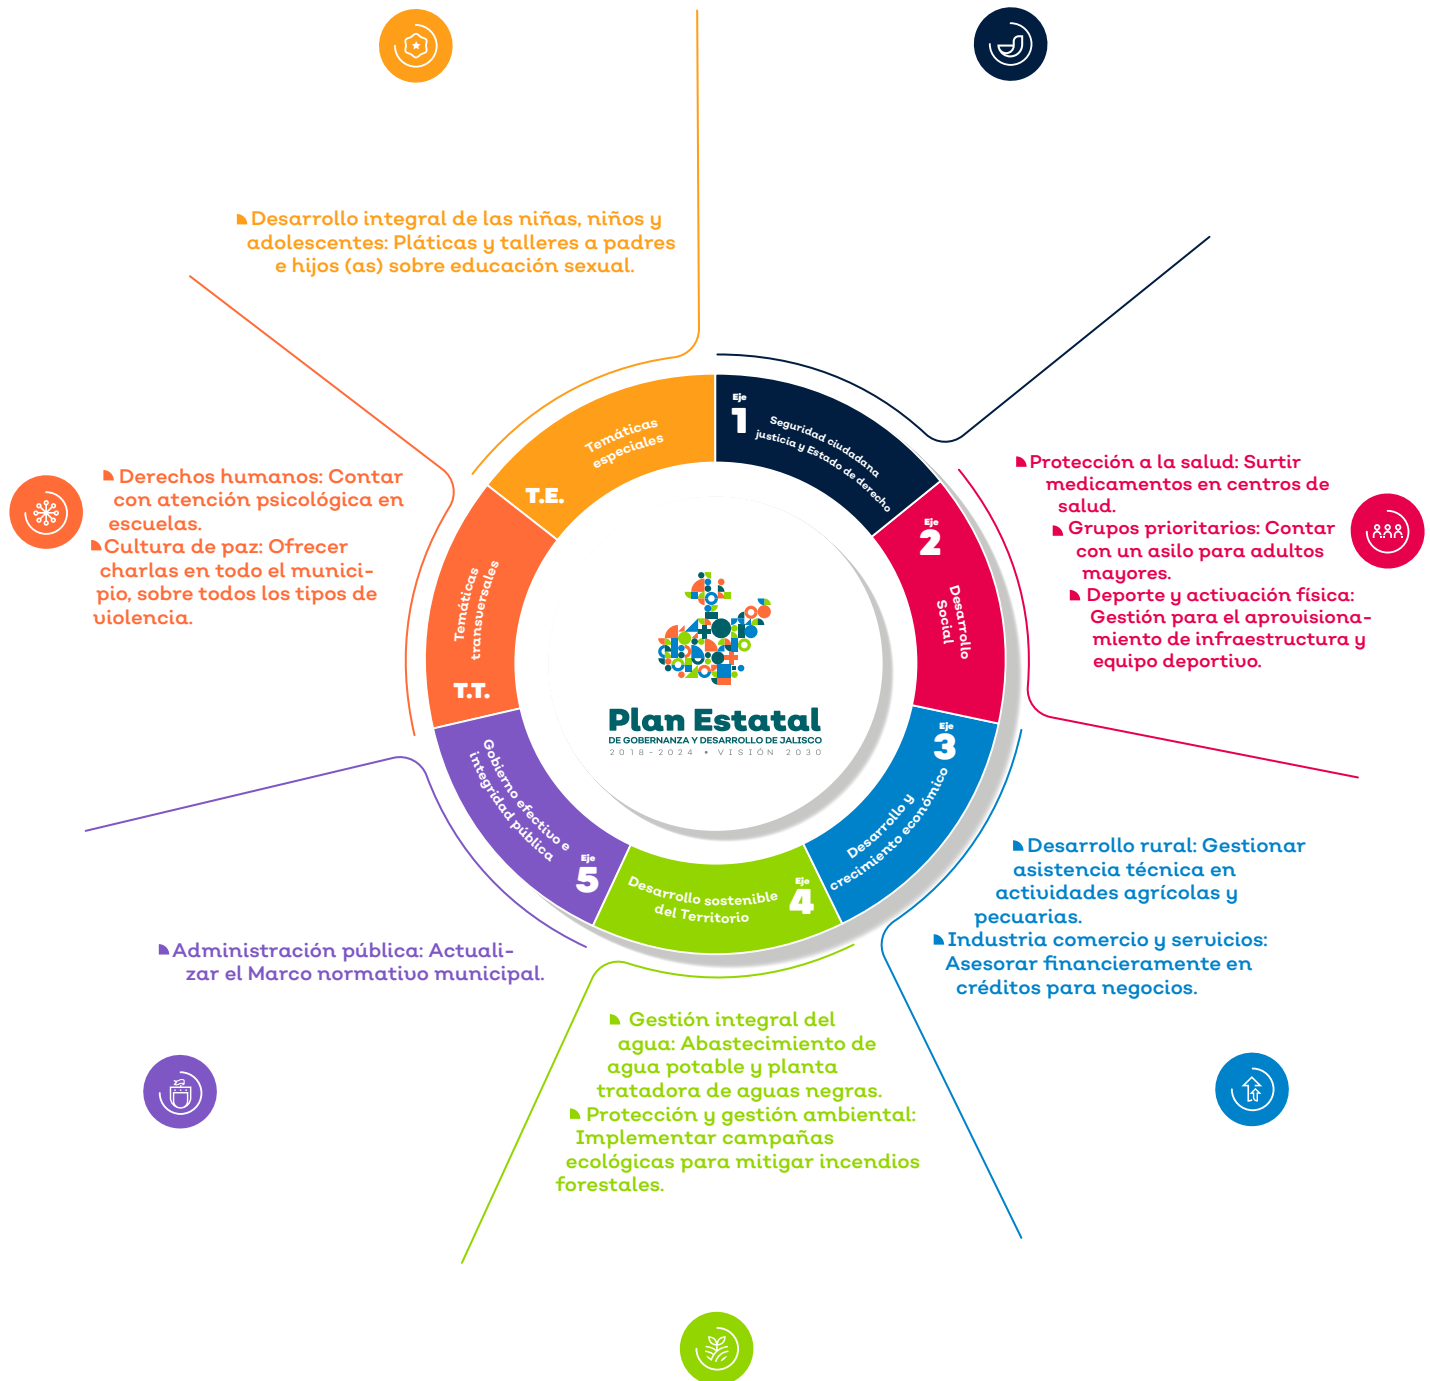 Desarrollo integral de las niñas, niños y
adolescentes: Pláticas y talleres a padres
e hijos (as) sobre educación sexual.
Derechos humanos: Contar
con atención psicológica en
escuelas.
Cultura de paz: Ofrecer
charlas en todo el munici-
pio, sobre todos los tipos de
violencia.
Temáticas
especiales
T.E.
Eje
1
Seguridad ciudadana
justicia y Estado de derecho
Protección a la salud: Surtir
medicamentos en centros de
salud.
Grupos prioritarios: Contar
con un asilo para adultos
mayores.
Deporte y activación física:
Gestión para el aprovisiona-
miento de infraestructura y
equipo deportivo.
Eje
2
Desarrollo
Social
Temáticas
transversales
T.T.
Plan Estatal
DE GOBERNANZA Y DESARROLLO DE JALISCO
2018-2024 • VISIÓN 2030
Eje
3
Desarrollo y
crecimiento económico
Gobierno efectivo e
integridad pública
Eje
5
Desarrollo sostenible
del Territorio
Eje
4
Desarrollo rural: Gestionar
asistencia técnica en
actividades agrícolas y
pecuarias.
Industria comercio y servicios:
Asesorar financieramente en
créditos para negocios.
Administración pública: Actuali-
zar el Marco normativo municipal.
Gestión integral del
agua: Abastecimiento de
agua potable y planta
tratadora de aguas negras.
Protección y gestión ambiental:
Implementar campañas
ecológicas para mitigar incendios
forestales.